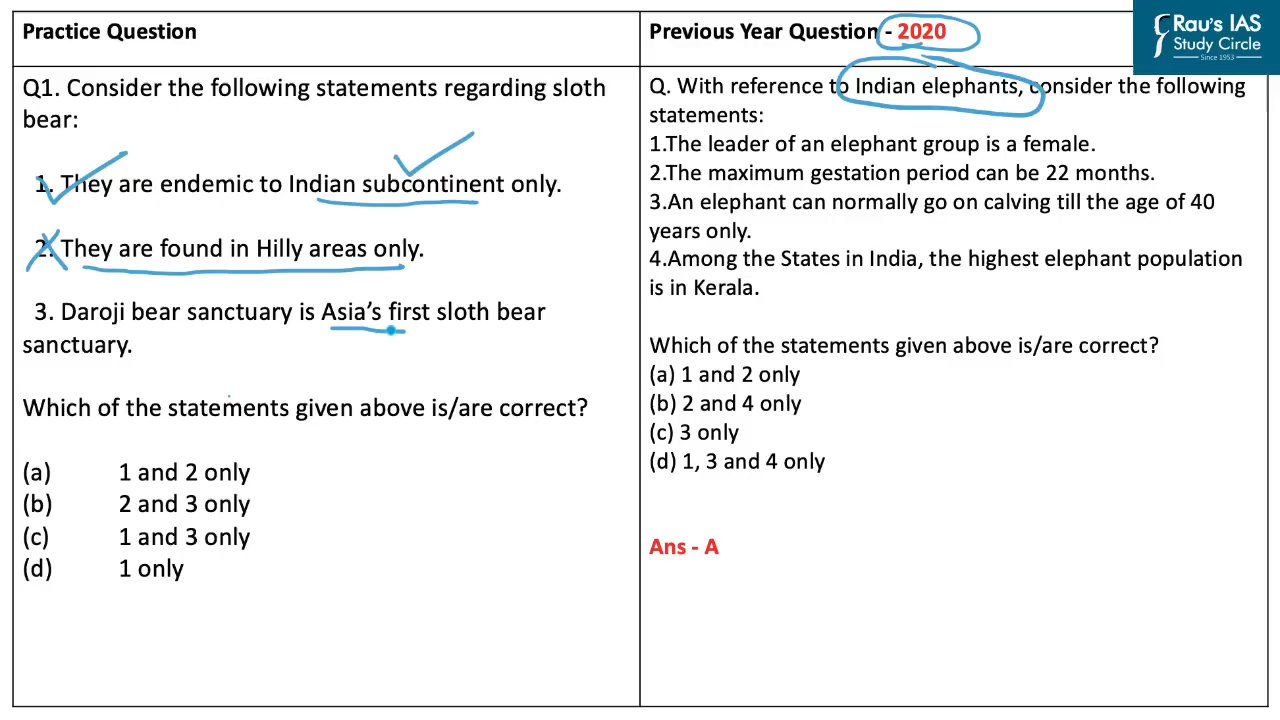 Practice Question
Q1. Consider the following statements regarding sloth
bear:
1. They are endemic to Indian subcontinent only.
2. They are found in Hilly areas only.
3. Daroji bear sanctuary is Asia's first sloth bear
sanctuary.
Which of the statements given above is/are correct?
(a) 1 and 2 only
(b) 2 and 3 only
(c) 1 and 3 only
(d) 1 only
Previous Year Question - 2020
Q. With reference to Indian elephants, consider the following
statements:
1.The leader of an elephant group is a female.
2.The maximum gestation period can be 22 months.
3.An elephant can normally go on calving till the age of 40
years only.
4.Among the States in India, the highest elephant population
is in Kerala.
Which of the statements given above is/are correct?
(a) 1 and 2 only
(b) 2 and 4 only
(c) 3 only
(d) 1, 3 and 4 only
Ans - A
Rau's IAS
Study Circle
Since 1953